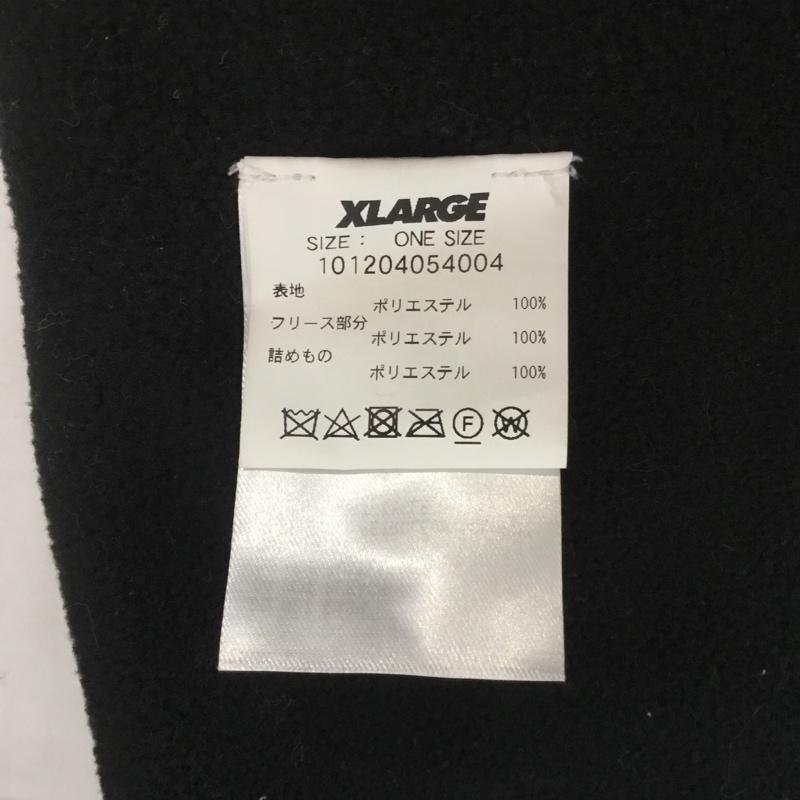 XLARGE
SIZE : ONE SIZE
101204054004
表地
ポリエステル 100%
フリース部分
ポリエステル 100%
詰めもの
ポリエステル 100%
F W